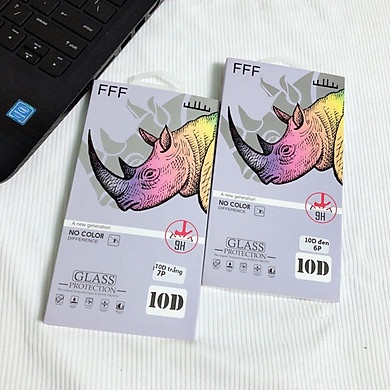 FFF
A new generation
NO COLOR
DIFFERENCE
9H
10D trắng
7P
GLASS
PROTECTION
10D
FFF
A new generation
NO COLOR
DIFFERENCE
9H
10D đen
6P
GLASS
PROTECTION
10D
intel